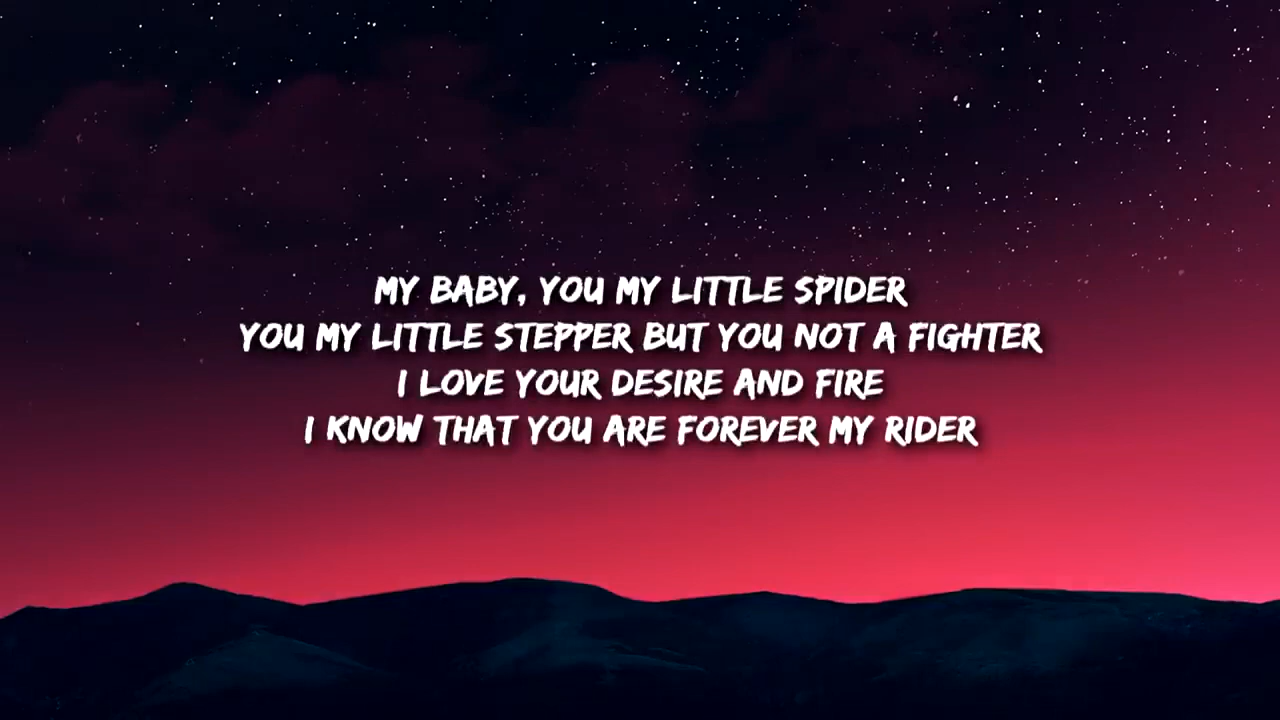 MY BABY, YOU MY LITTLE SPIDER
YOU MY LITTLE STEPPER BUT YOU NOT A FIGHTER
I LOVE YOUR DESIRE AND FIRE
I KNOW THAT YOU ARE FOREVER MY RIDER